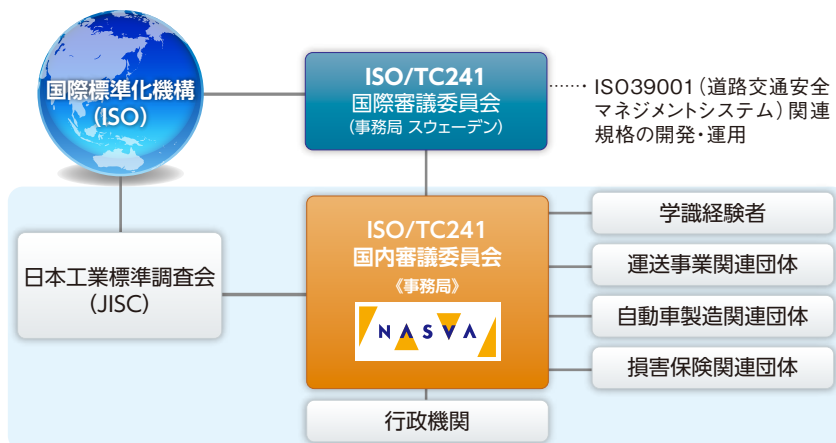 国際標準化機構
(ISO)
ISO/TC241
国際審議委員会
(事務局 スウェーデン)
……・ ISO39001(道路交通安全
マネジメントシステム)関連
規格の開発・運用
日本工業標準調査会
(JISC)
ISO/TC241
国内審議委員会
《事務局》
NASVA
学識経験者
運送事業関連団体
自動車製造関連団体
損害保険関連団体
行政機関